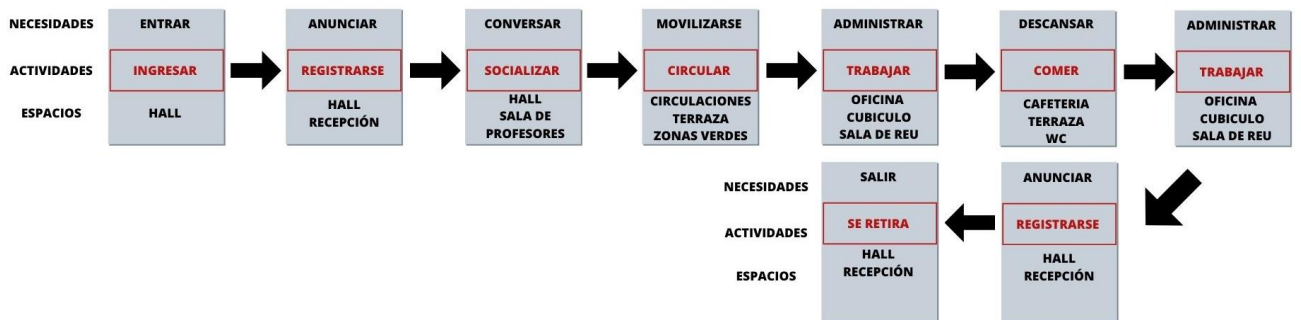 NECESIDADES
ENTRAR
ANUNCIAR
CONVERSAR
MOVILIZARSE
ADMINISTRAR
DESCANSAR
ADMINISTRAR
ACTIVIDADES
INGRESAR
REGISTRARSE
SOCIALIZAR
CIRCULAR
TRABAJAR
COMER
TRABAJAR
ESPACIOS
HALL
HALL
RECEPCIÓN
HALL
SALA DE
PROFESORES
CIRCULACIONES
TERRAZA
ZONAS VERDES
OFICINA
CUBICULO
SALA DE REU
CAFETERIA
TERRAZA
WC
OFICINA
CUBICULO
SALA DE REU
NECESIDADES
SALIR
ANUNCIAR
ACTIVIDADES
SE RETIRA
REGISTRARSE
ESPACIOS
HALL
RECEPCIÓN
HALL
RECEPCIÓN